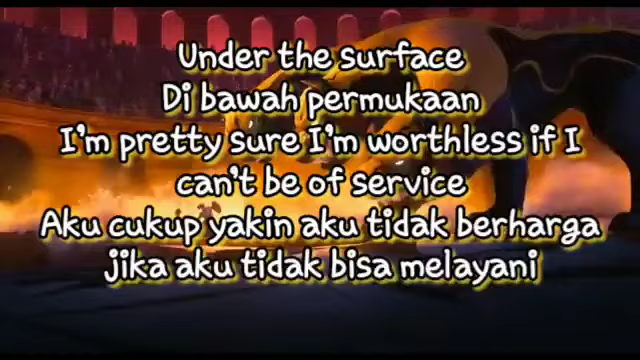 Under the surface
Di bawah permukaan
I'm pretty sure I'm worthless if I
can't be of service
Aku cukup yakin aku tidak berharga
jika aku tidak bisa melayani